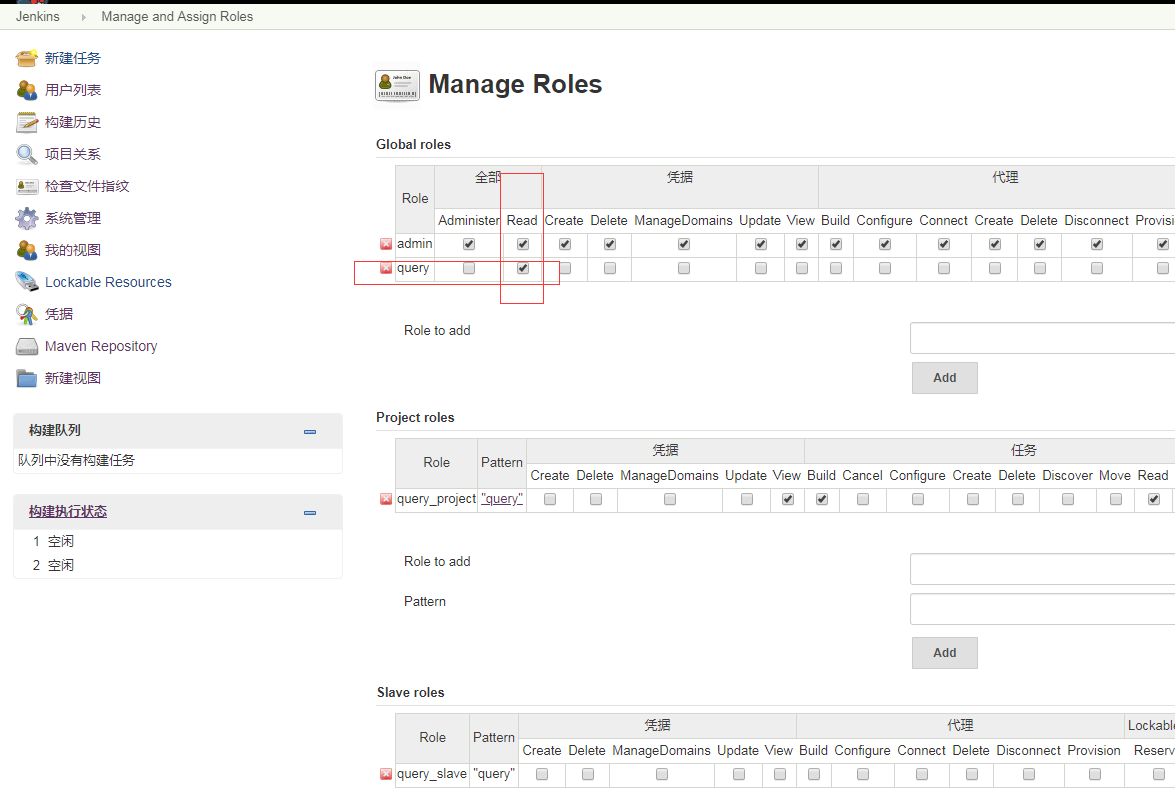 Jenkins Manage and Assign Roles
新建任务
用户列表
构建历史
项目关系
检查文件指纹
系统管理
我的视图
Lockable Resources
凭据
Maven Repository
新建视图
构建队列
队列中没有构建任务
构建执行状态
1 空闲
2 空闲
Manage Roles
Global roles
Role 全部 凭据 代理
Administer Read Create Delete ManageDomains Update View Build Configure Connect Create Delete Disconnect Provisi
admin
query
Role to add
Add
Project roles
Role Pattern 凭据 任务
Create Delete ManageDomains Update View Build Cancel Configure Create Delete Discover Move Read
query_project "query"
Role to add
Pattern
Add
Slave roles
Role Pattern 凭据 代理 Lockable
Create Delete ManageDomains Update View Build Configure Connect Delete Disconnect Provision Reserv
query_slave "query"